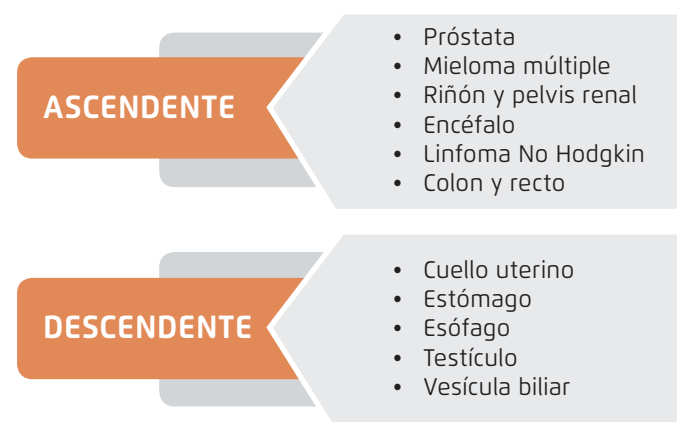 ASCENDENTE
• Próstata
• Mieloma múltiple
• Riñón y pelvis renal
• Encéfalo
• Linfoma No Hodgkin
• Colon y recto
DESCENDENTE
• Cuello uterino
• Estómago
• Esófago
• Testículo
• Vesícula biliar